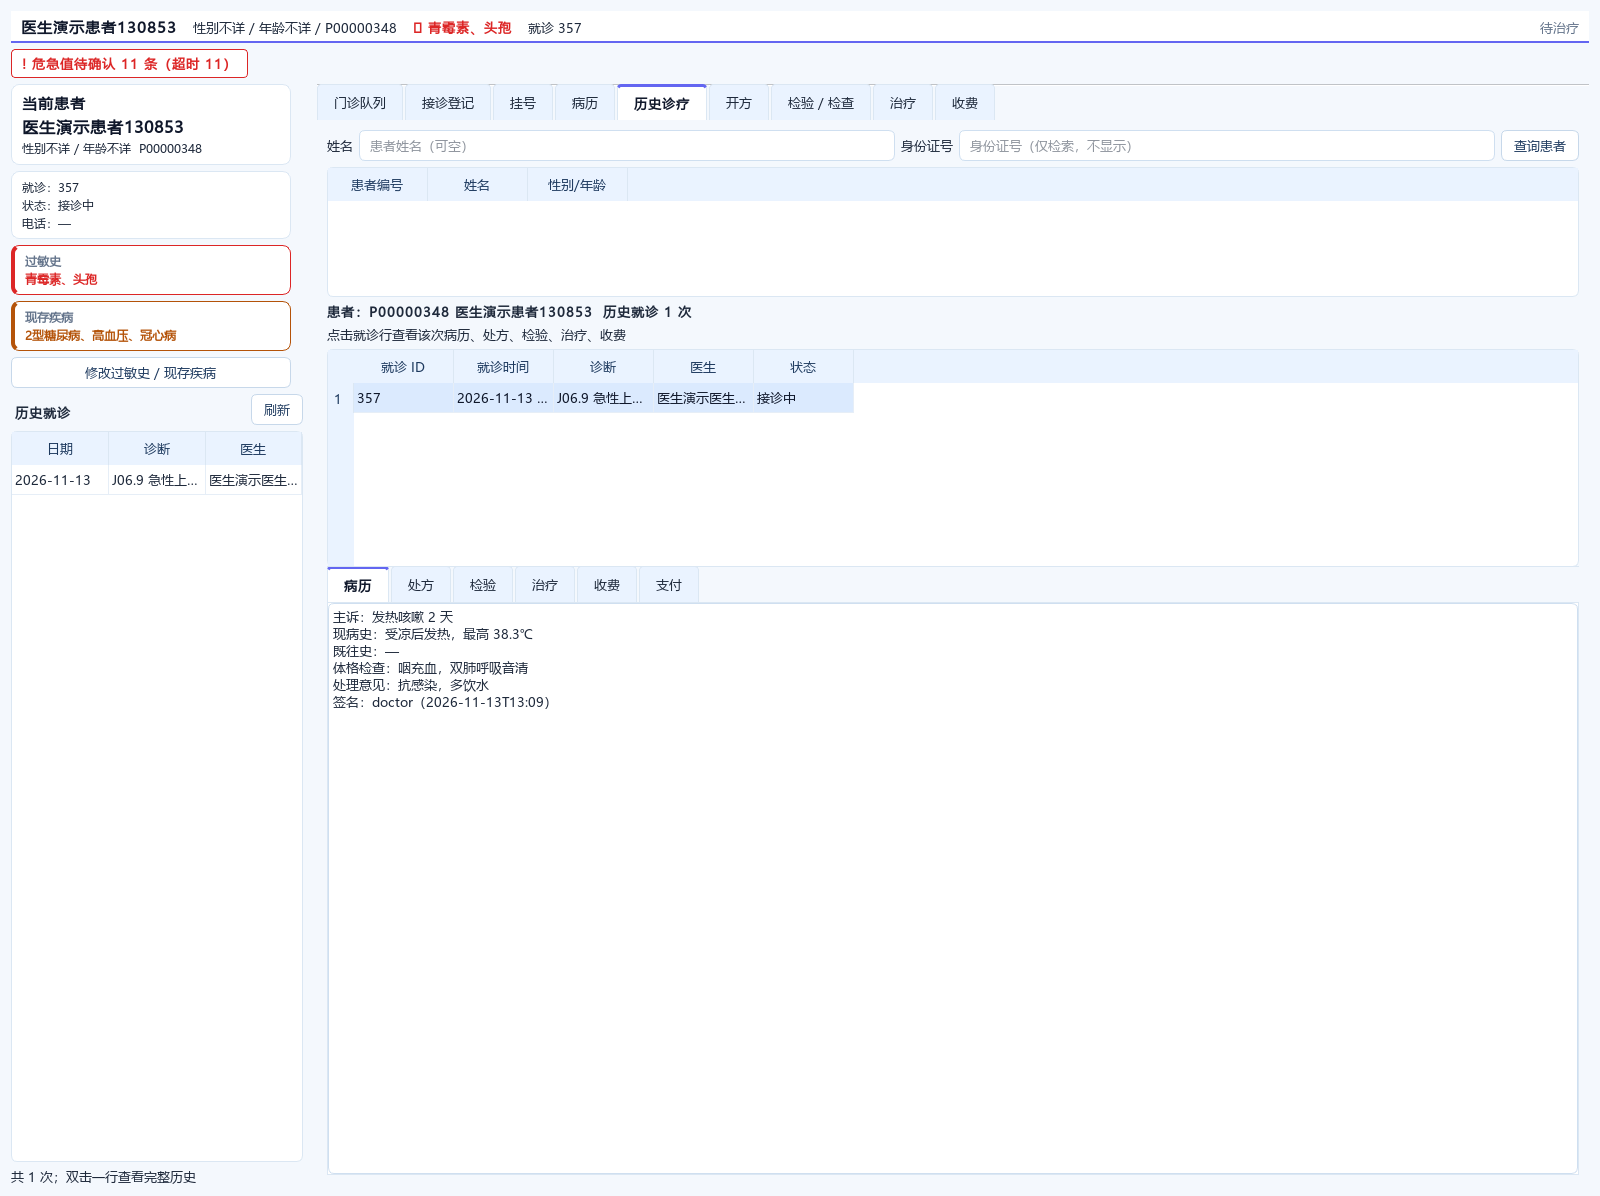 医生演示患者130853 性别不详 / 年龄不详 / P00000348 青霉素、头孢 就诊 357 待治疗
! 危急值待确认 11 条（超时 11）
当前患者
医生演示患者130853
性别不详 / 年龄不详 P00000348
就诊：357
状态：接诊中
电话：—
过敏史
青霉素、头孢
现存疾病
2型糖尿病、高血压、冠心病
修改过敏史 / 现存疾病
历史就诊 刷新
日期 诊断 医生
2026-11-13 J06.9 急性上... 医生演示医生...
共 1 次；双击一行查看完整历史
门诊队列 接诊登记 挂号 病历 历史诊疗 开方 检验 / 检查 治疗 收费
姓名 患者姓名（可空） 身份证号 身份证号（仅检索，不显示） 查询患者
患者编号 姓名 性别/年龄
患者：P00000348 医生演示患者130853 历史就诊 1 次
点击就诊行查看该次病历、处方、检验、治疗、收费
就诊 ID 就诊时间 诊断 医生 状态
1 357 2026-11-13 ... J06.9 急性上... 医生演示医生... 接诊中
病历 处方 检验 治疗 收费 支付
主诉：发热咳嗽 2 天
现病史：受凉后发热，最高 38.3℃
既往史：—
体格检查：咽充血，双肺呼吸音清
处理意见：抗感染，多饮水
签名：doctor（2026-11-13T13:09）